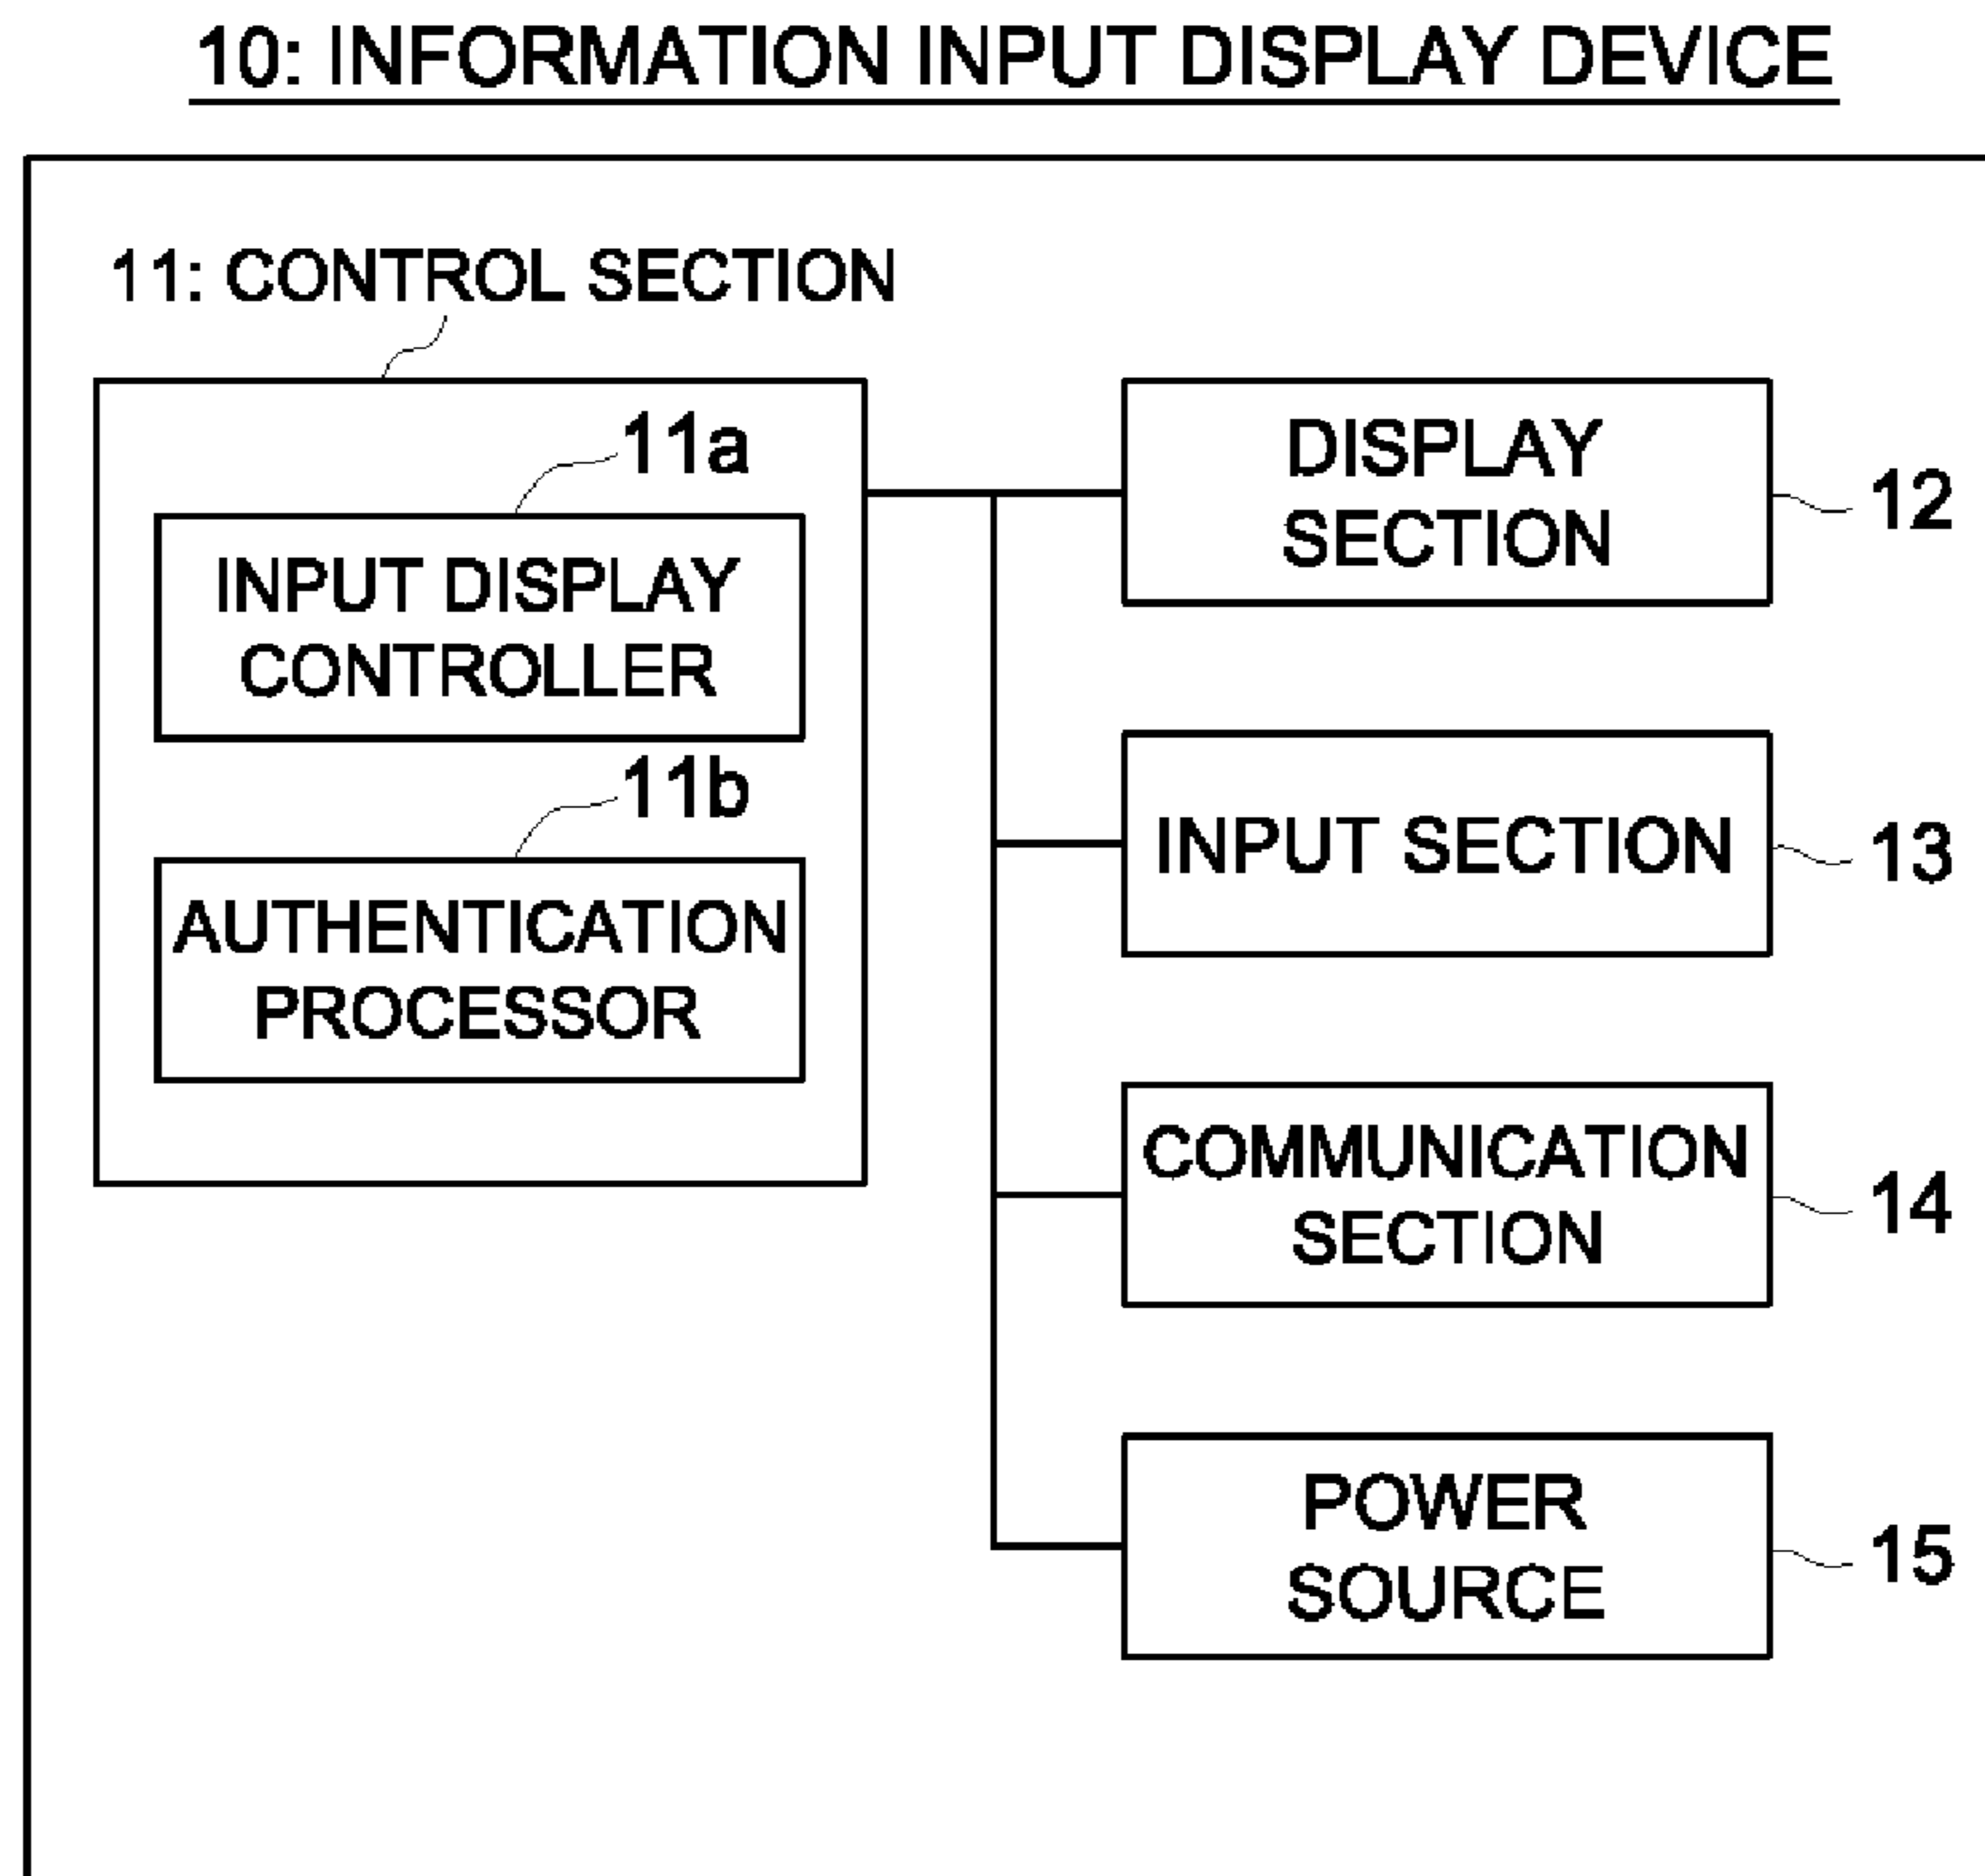 10: INFORMATION INPUT DISPLAY DEVICE
11: CONTROL SECTION
11a
INPUT DISPLAY
CONTROLLER
11b
AUTHENTICATION
PROCESSOR
DISPLAY
SECTION
12
INPUT SECTION
13
COMMUNICATION
SECTION
14
POWER
SOURCE
15